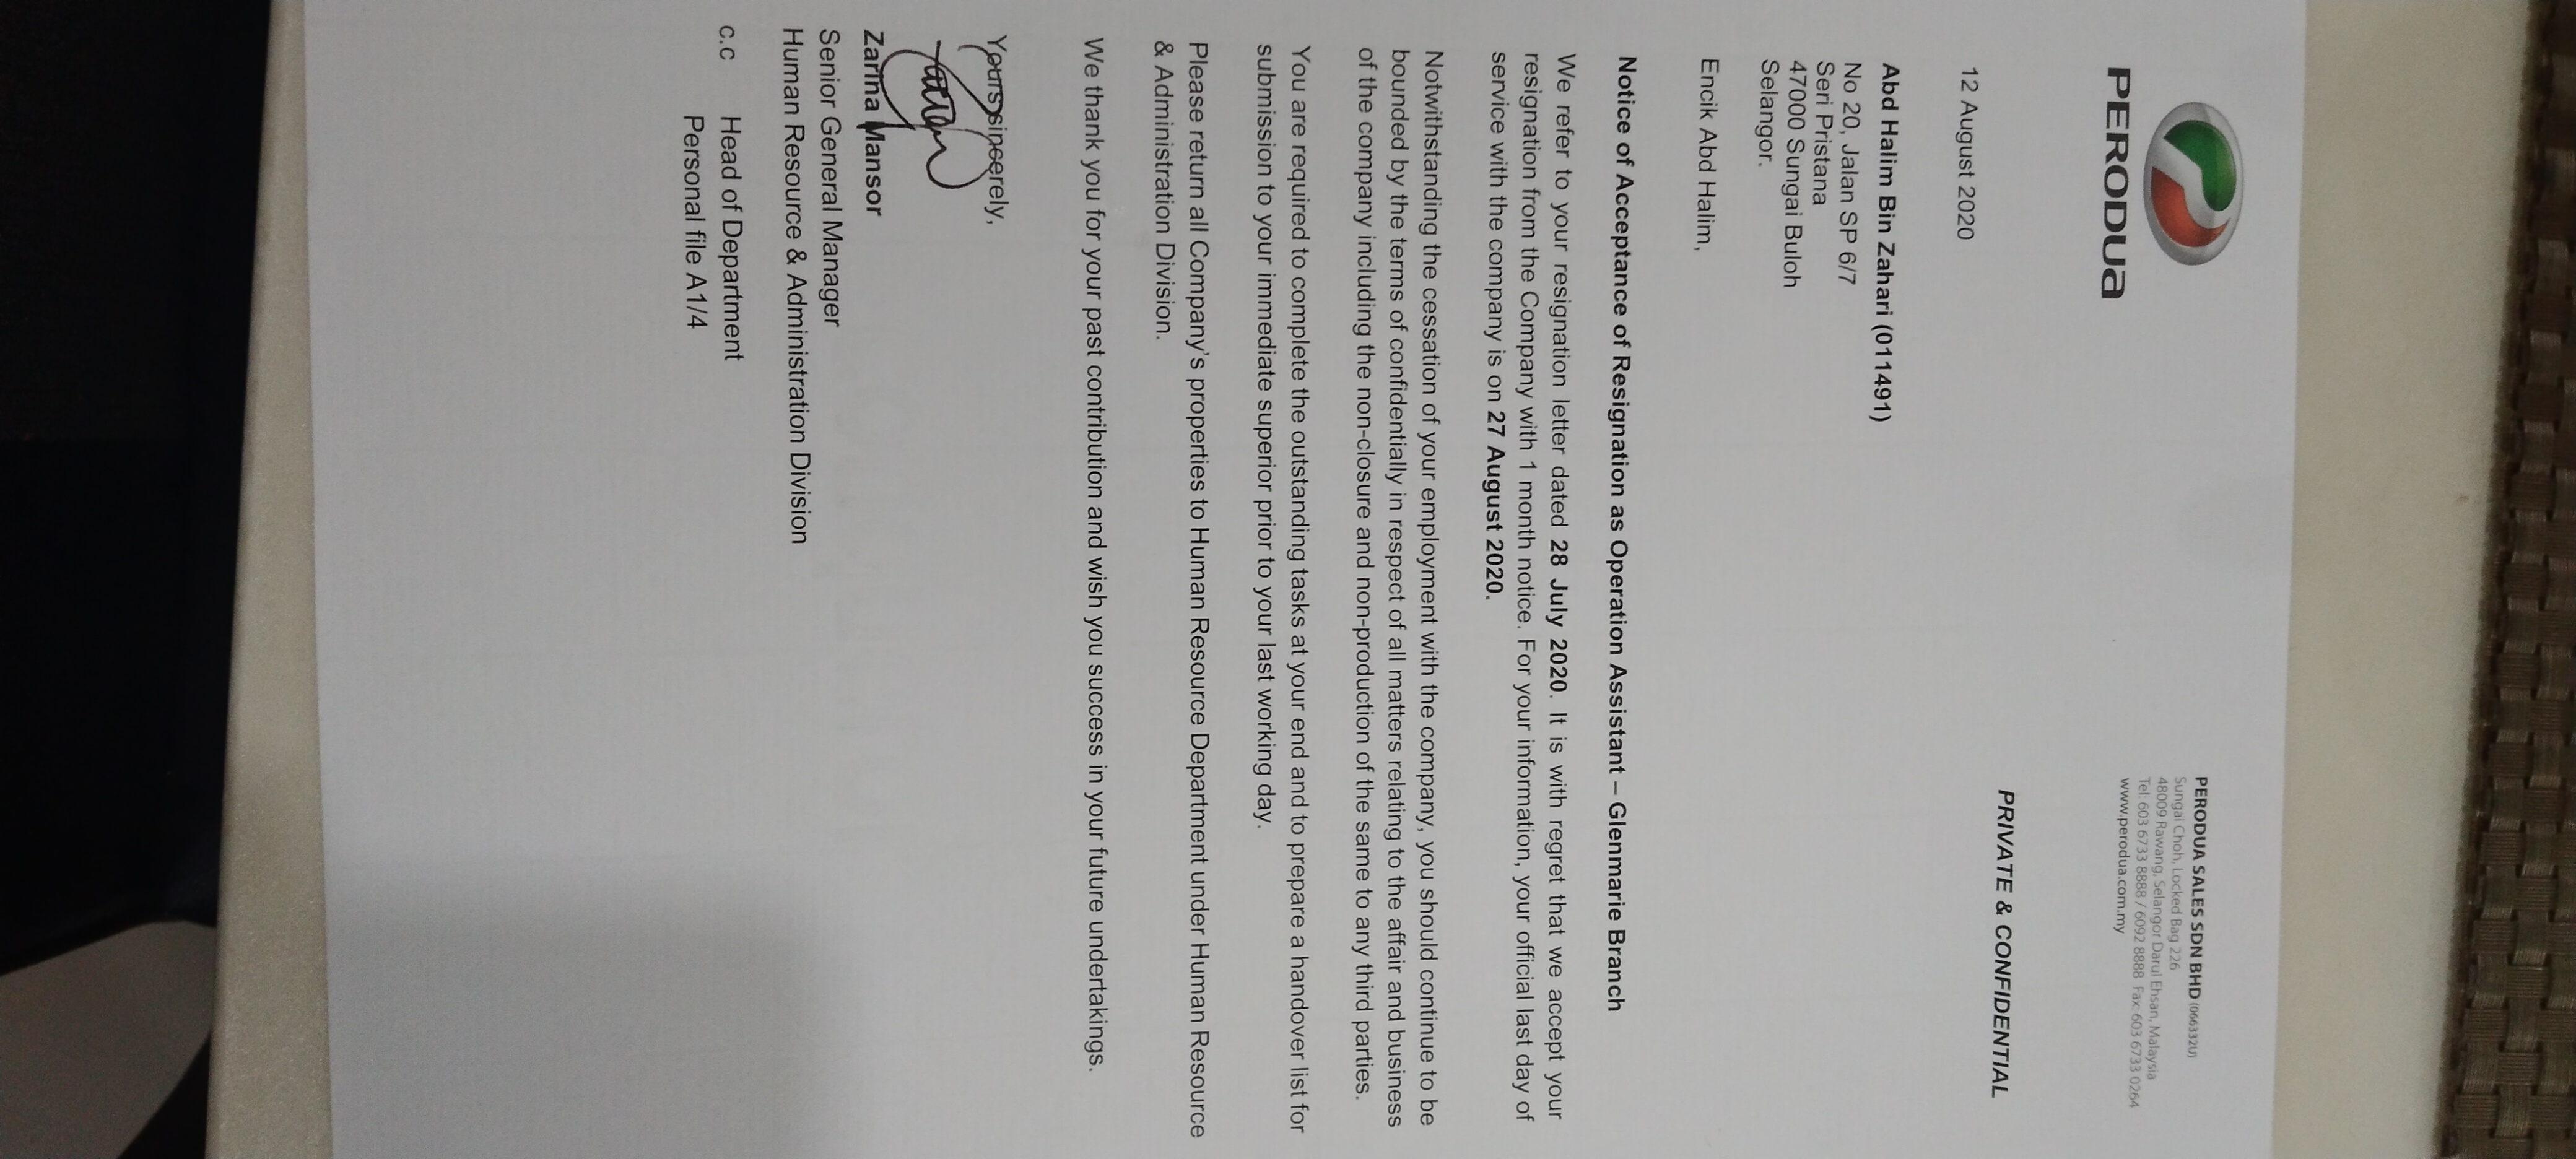 PERODUA
PERODUA SALES SDN BHD (066332U)
Sungai Choh, Locked Bag 226
48009 Rawang, Selangor Darul Ehsan, Malaysia
Tel: 603 6733 8888 / 6092 8888 Fax: 603 6733 0264
www.perodua.com.my
PRIVATE & CONFIDENTIAL
12 August 2020
Abd Halim Bin Zahari (011491)
No 20, Jalan SP 6/7
Seri Pristana
47000 Sungai Buloh
Selangor.
Encik Abd Halim,
Notice of Acceptance of Resignation as Operation Assistant – Glenmarie Branch
We refer to your resignation letter dated 28 July 2020. It is with regret that we accept your
resignation from the Company with 1 month notice. For your information, your official last day of
service with the company is on 27 August 2020.
Notwithstanding the cessation of your employment with the company, you should continue to be
bounded by the terms of confidentially in respect of all matters relating to the affair and business
of the company including the non-closure and non-production of the same to any third parties.
You are required to complete the outstanding tasks at your end and to prepare a handover list for
submission to your immediate superior prior to your last working day.
Please return all Company's properties to Human Resource Department under Human Resource
& Administration Division.
We thank you for your past contribution and wish you success in your future undertakings.
Yours sincerely,
Zarina Mansor
Senior General Manager
Human Resource & Administration Division
c.c Head of Department
Personal file A1/4